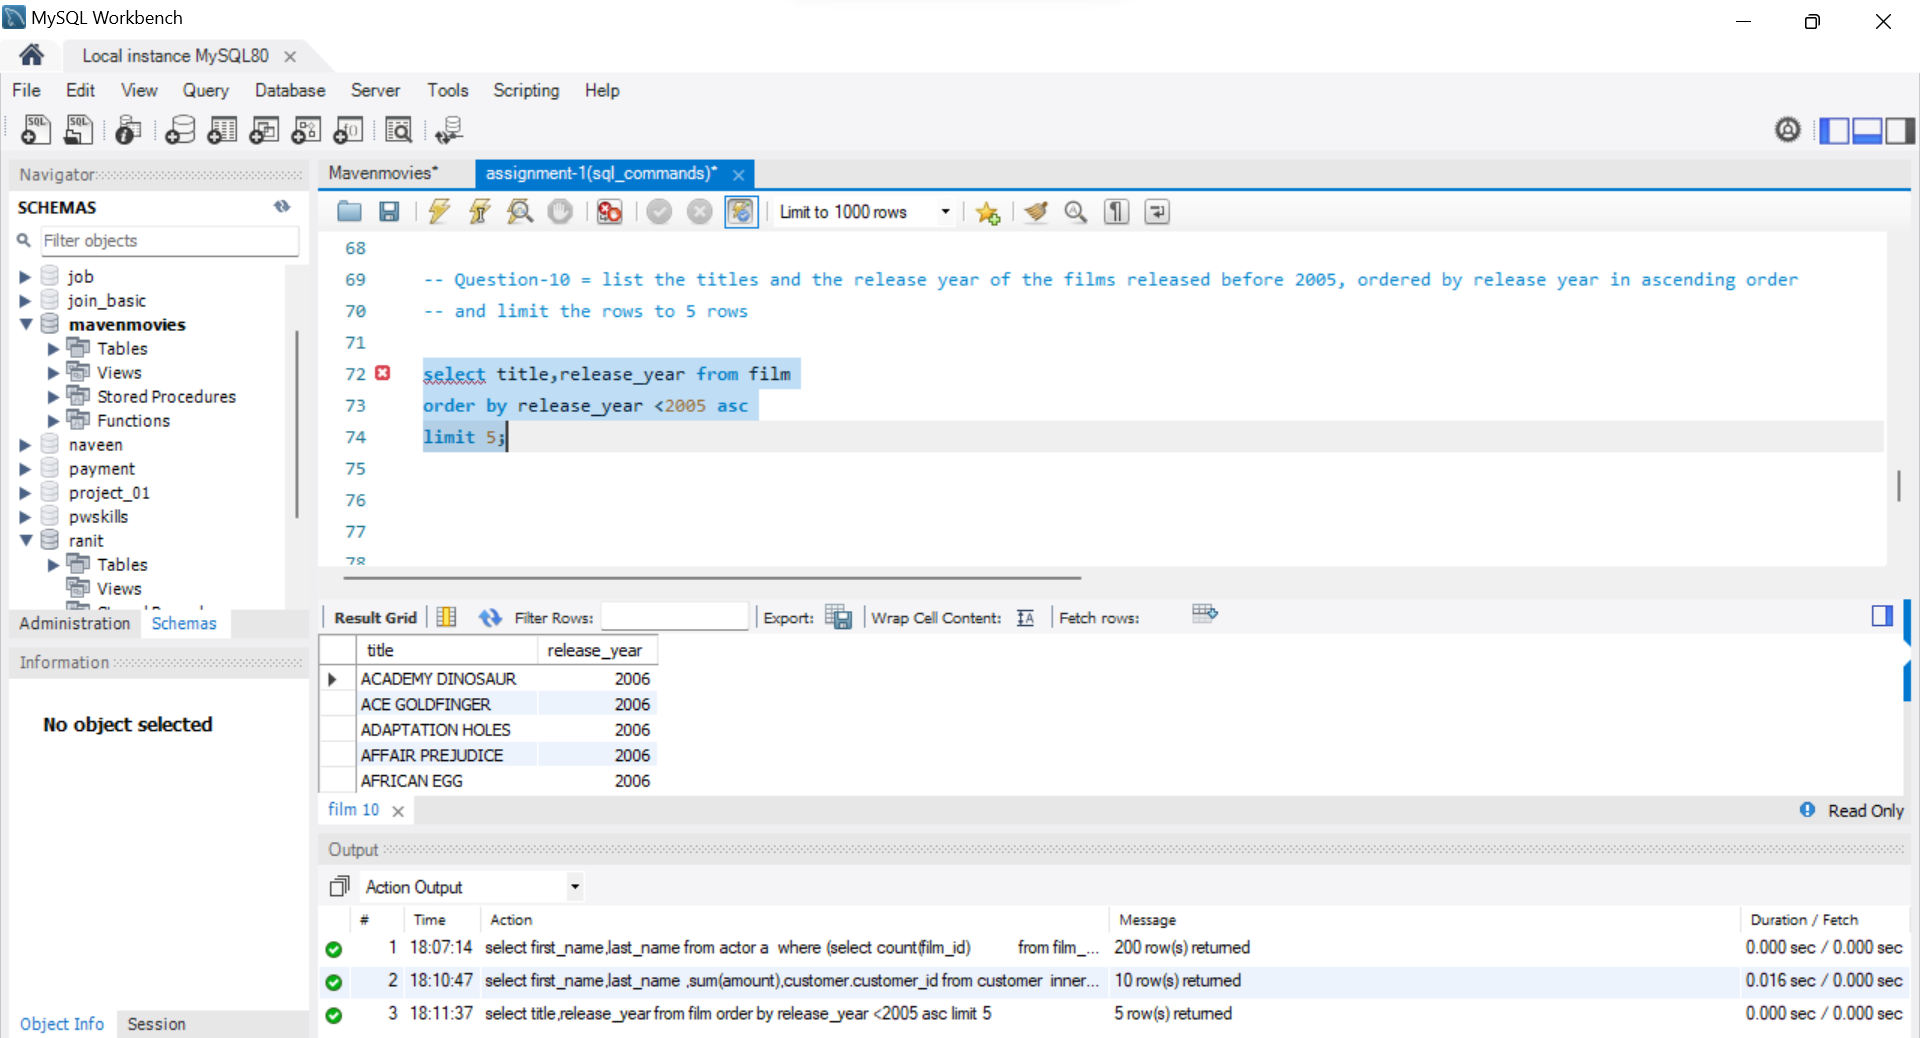 MySQL Workbench
Local instance MySQL80
File Edit View Query Database Server Tools Scripting Help
Navigator
SCHEMAS
Filter objects
job
join_basic
mavenmovies
Tables
Views
Stored Procedures
Functions
naveen
payment
project_01
pwskills
ranit
Tables
Views
Administration Schemas
Information
No object selected
Object Info Session
Mavenmovies* assignment-1(sql_commands)*
Limit to 1000 rows
68
69 -- Question-10 = list the titles and the release year of the films released before 2005, ordered by release year in ascending order
70 -- and limit the rows to 5 rows
71
72 select title,release_year from film
73 order by release_year <2005 asc
74 limit 5;
75
76
77
78
Result Grid Filter Rows: Export: Wrap Cell Content: Fetch rows:
title release_year
ACADEMY DINOSAUR 2006
ACE GOLDFINGER 2006
ADAPTATION HOLES 2006
AFFAIR PREJUDICE 2006
AFRICAN EGG 2006
film 10 Read Only
Output
Action Output
# Time Action Message Duration / Fetch
1 18:07:14 select first_name,last_name from actor a where (select count(film_id) from film_... 200 row(s) returned 0.000 sec / 0.000 sec
2 18:10:47 select first_name,last_name ,sum(amount),customer.customer_id from customer inner... 10 row(s) returned 0.016 sec / 0.000 sec
3 18:11:37 select title,release_year from film order by release_year <2005 asc limit 5 5 row(s) returned 0.000 sec / 0.000 sec